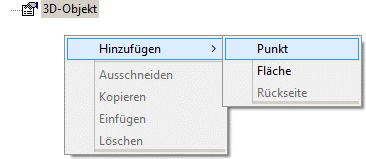 3D-Objekt
Hinzufügen
Punkt
Fläche
Rückseite
Ausschneiden
Kopieren
Einfügen
Löschen